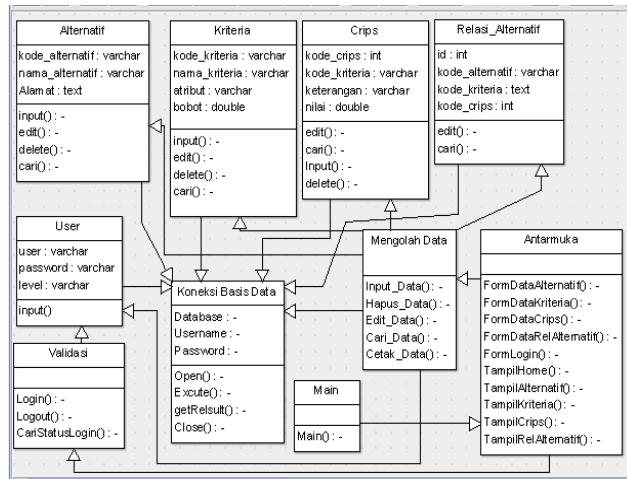 Alternatif
kode_alternatif : varchar
nama_alternatif : varchar
Alamat : text
input() : -
edit() : -
delete() : -
cari() : -
Kriteria
kode_kriteria : varchar
nama_kriteria : varchar
atribut : varchar
bobot : double
input() : -
edit() : -
delete() : -
cari() : -
Crips
kode_crips : int
kode_kriteria : varchar
keterangan : varchar
nilai : double
edit() : -
cari() : -
Input() : -
delete() : -
Relasi_Alternatif
id : int
kode_alternatif : varchar
kode_kriteria : text
kode_crips : int
edit() : -
cari() : -
User
user : varchar
password : varchar
level : varchar
input()
Koneksi Basis Data
Database : -
Username : -
Password : -
Open() : -
Excute() : -
getRelsult() : -
Close() : -
Mengolah Data
Input_Data() : -
Hapus_Data() : -
Edit_Data() : -
Cari_Data() : -
Cetak_Data() : -
Antarmuka
FormDataAlternatif() : -
FormDataKriteria() : -
FormDataCrips() : -
FormDataRelAlternatif() : -
FormLogin() : -
TampilHome() : -
TampilAlternatif() : -
TampilKriteria() : -
TampilCrips() : -
TampilRelAlternatif() : -
Validasi
Login() : -
Logout() : -
CariStatusLogin() : -
Main
Main() : -